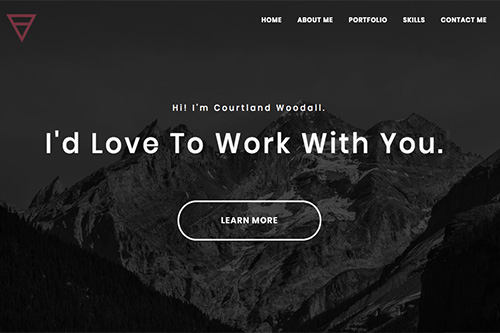 HOME ABOUT ME PORTFOLIO SKILLS CONTACT ME
Hi! I'm Courtland Woodall.
I'd Love To Work With You.
LEARN MORE